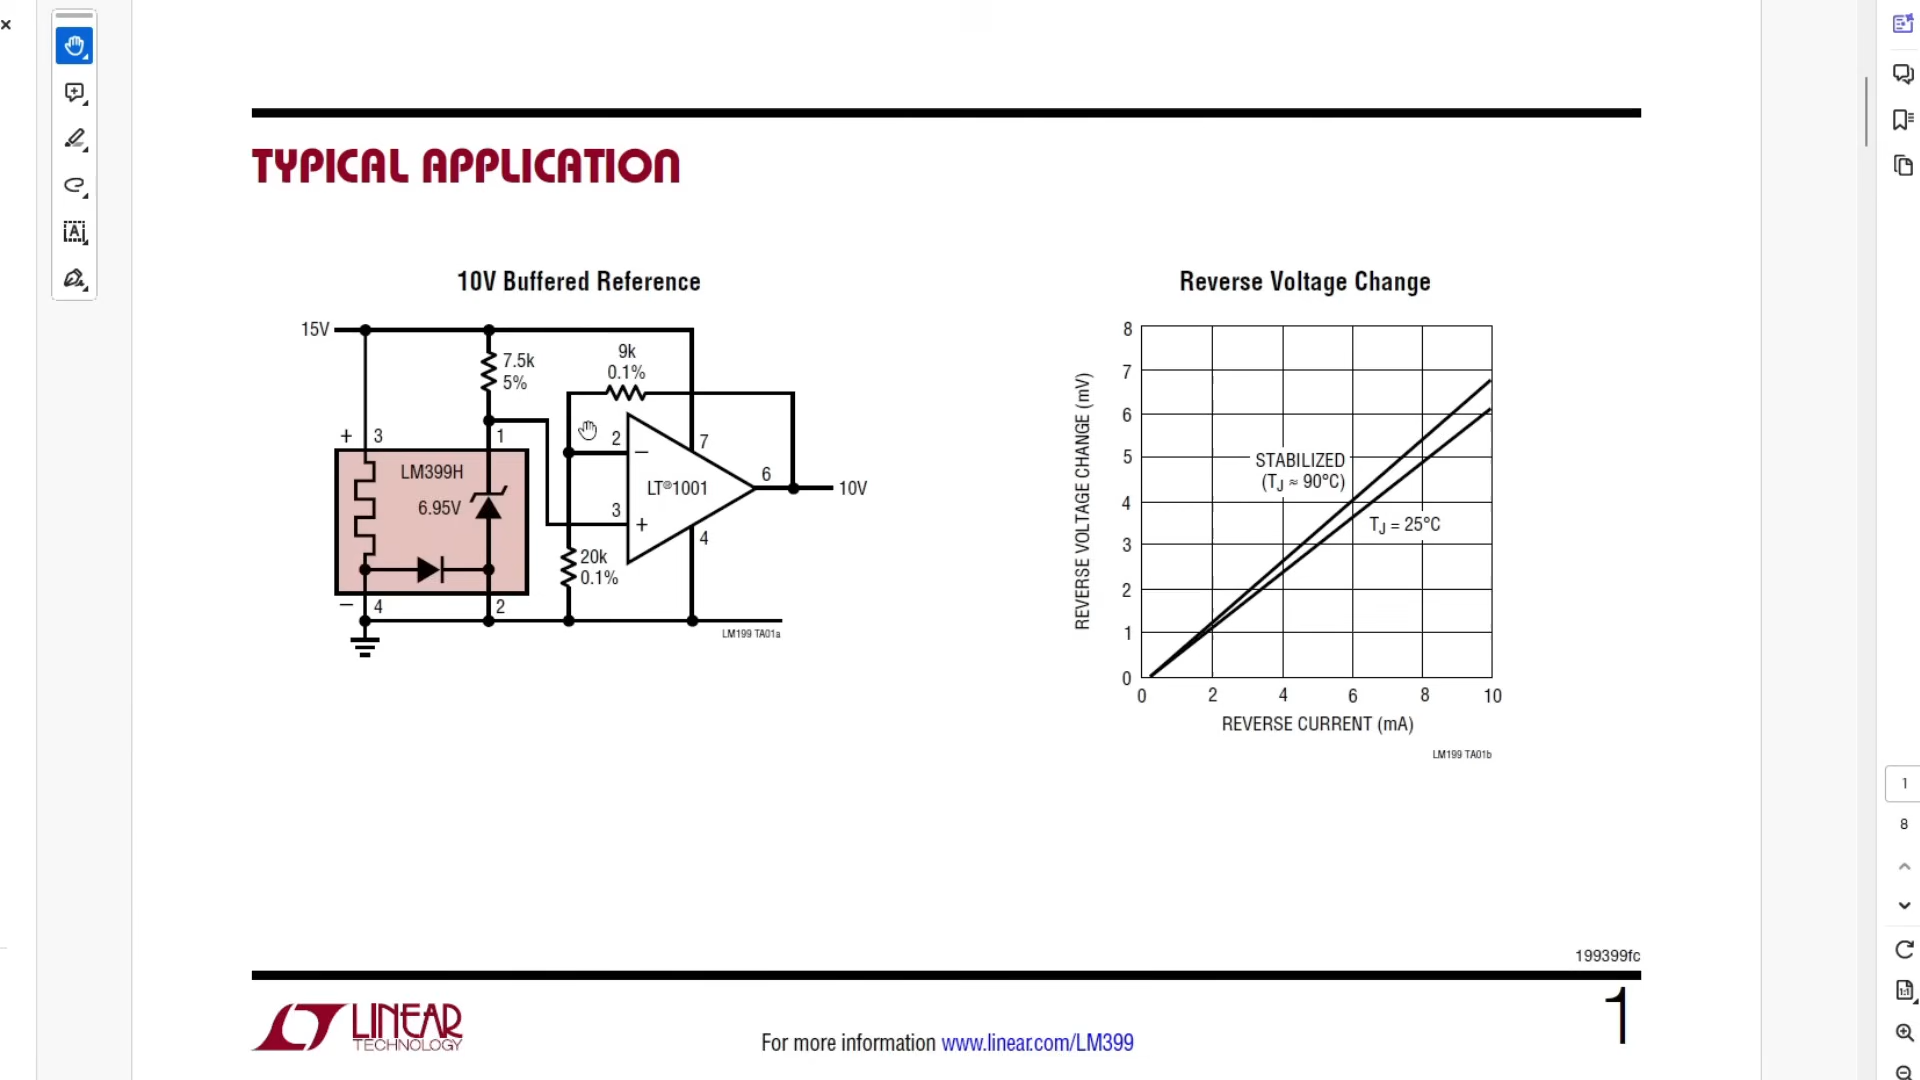 TYPICAL APPLICATION
10V Buffered Reference
15V
7.5k
5%
9k
0.1%
+ 3
1
LM399H
6.95V
2
−
7
LT®1001
6
10V
3
+
4
20k
0.1%
− 4
2
LM199 TA01a
Reverse Voltage Change
REVERSE VOLTAGE CHANGE (mV)
8
7
6
5
4
3
2
1
0
STABILIZED
(TJ ≈ 90°C)
TJ = 25°C
0 2 4 6 8 10
REVERSE CURRENT (mA)
LM199 TA01b
199399fc
LINEAR
TECHNOLOGY
For more information www.linear.com/LM399
1
1
8